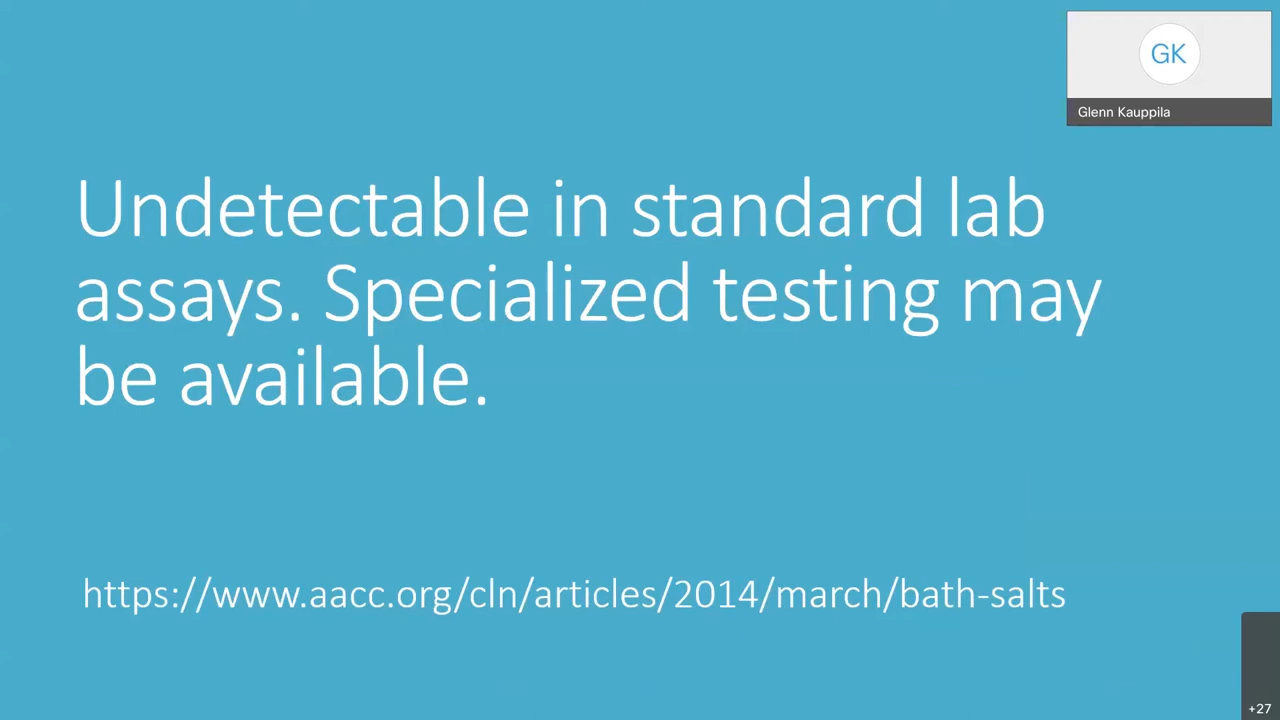 GK
Glenn Kauppila
Undetectable in standard lab
assays. Specialized testing may
be available.
https://www.aacc.org/cln/articles/2014/march/bath-salts
+27